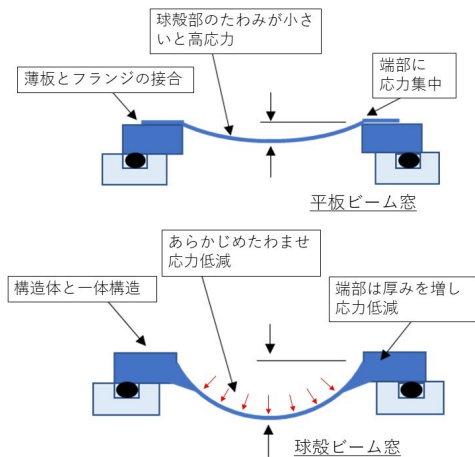 球殻部のたわみが小さ
いと高応力
薄板とフランジの接合
端部に
応力集中
平板ビーム窓
あらかじめたわませ
応力低減
構造体と一体構造
端部は厚みを増し
応力低減
球殻ビーム窓